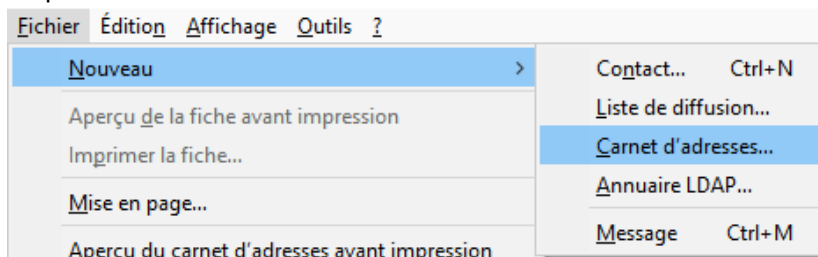 Fichier Édition Affichage Outils ?
Nouveau >
Aperçu de la fiche avant impression
Imprimer la fiche...
Mise en page...
Aperçu du carnet d'adresses avant impression
Contact... Ctrl+N
Liste de diffusion...
Carnet d'adresses...
Annuaire LDAP...
Message Ctrl+M